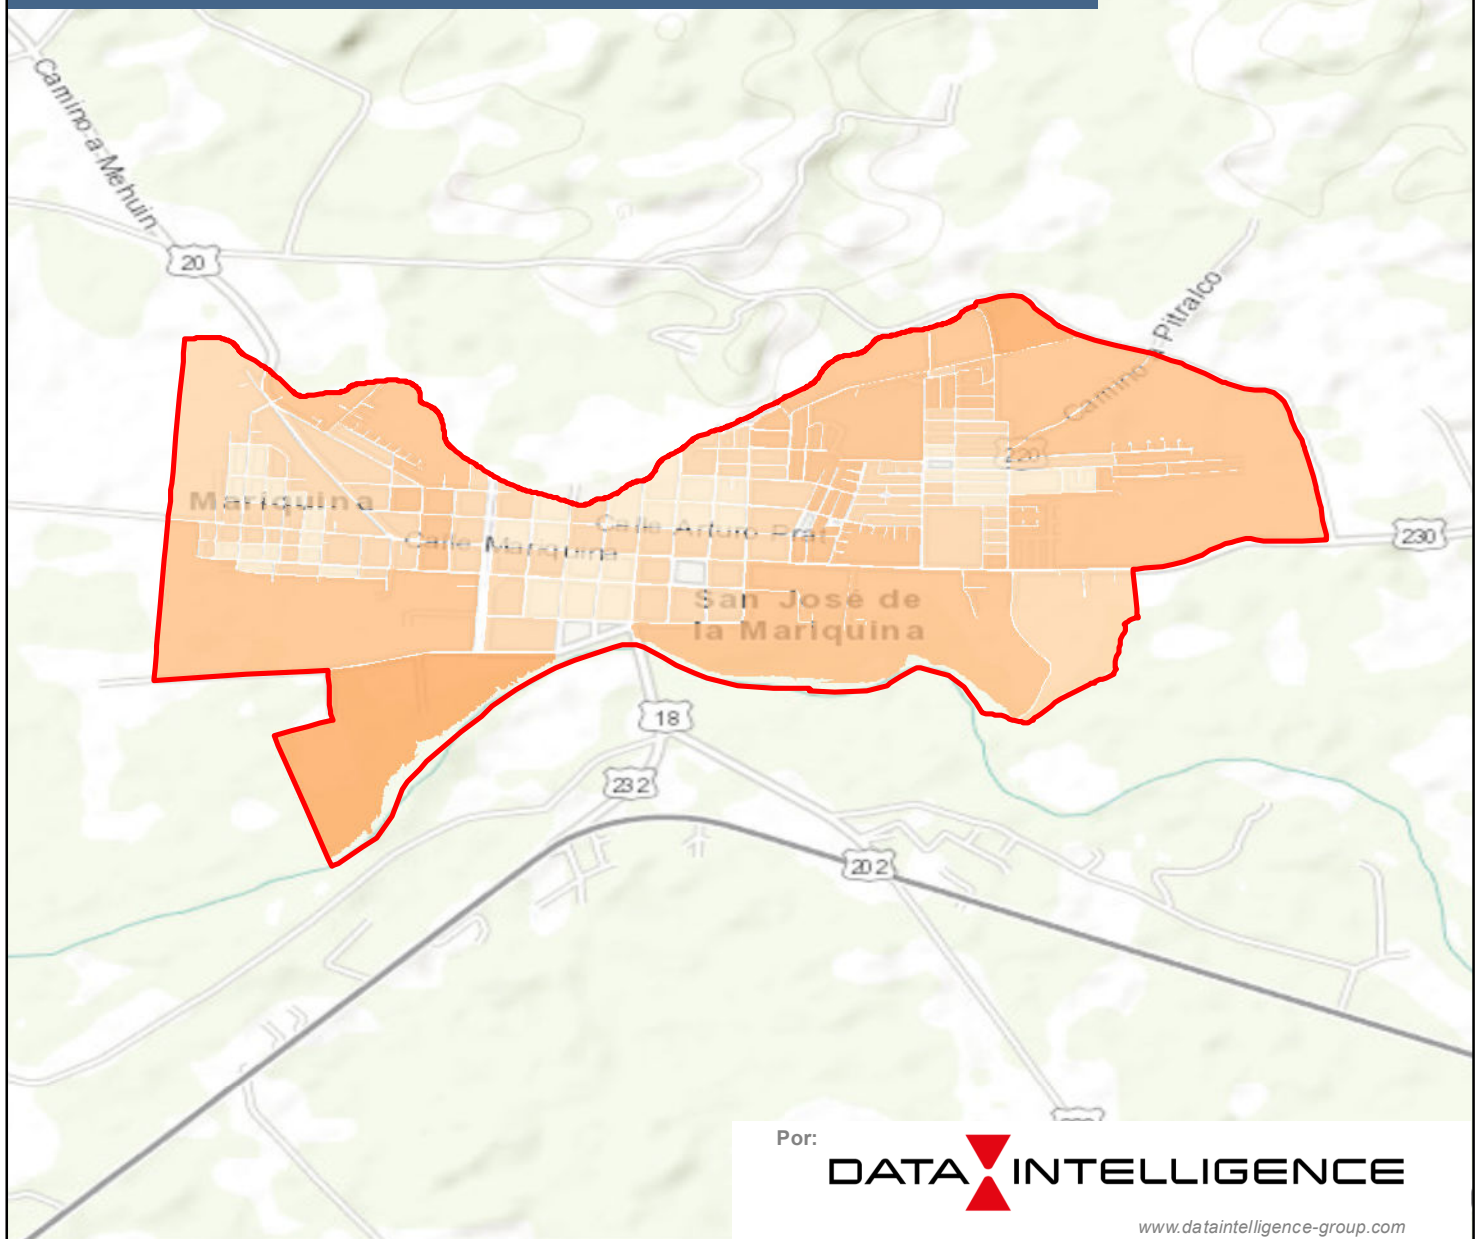 Camino-a-Mehuin
20
Camino-a-Pitralco
220
Mariquina
Calle Arturo Prat
Calle Mariquina
230
San José de
la Mariquina
18
232
202
Por:
DATA INTELLIGENCE
www.dataintelligence-group.com